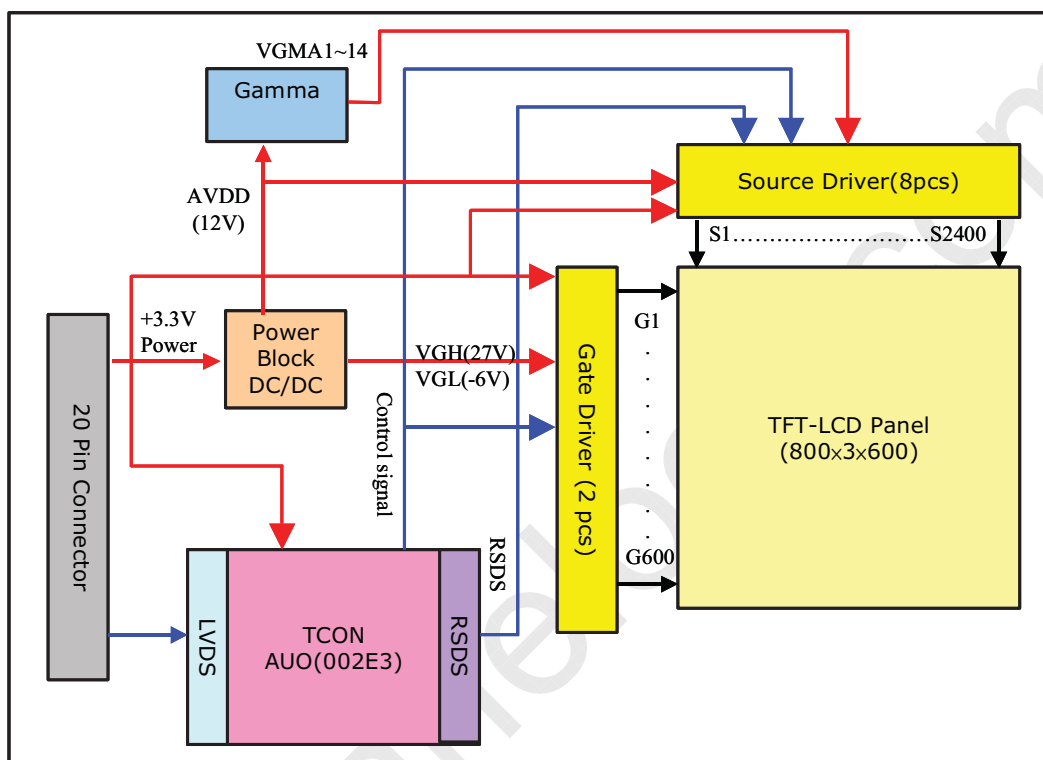 VGMA1~14
Gamma
AVDD
(12V)
Source Driver(8pcs)
S1..............................S2400
+3.3V
Power
Power
Block
DC/DC
VGH(27V)
VGL(-6V)
G1
G600
Gate Driver (2 pcs)
TFT-LCD Panel
(800×3×600)
20 Pin Connector
Control signal
RSDS
LVDS
TCON
AUO(002E3)
RSDS